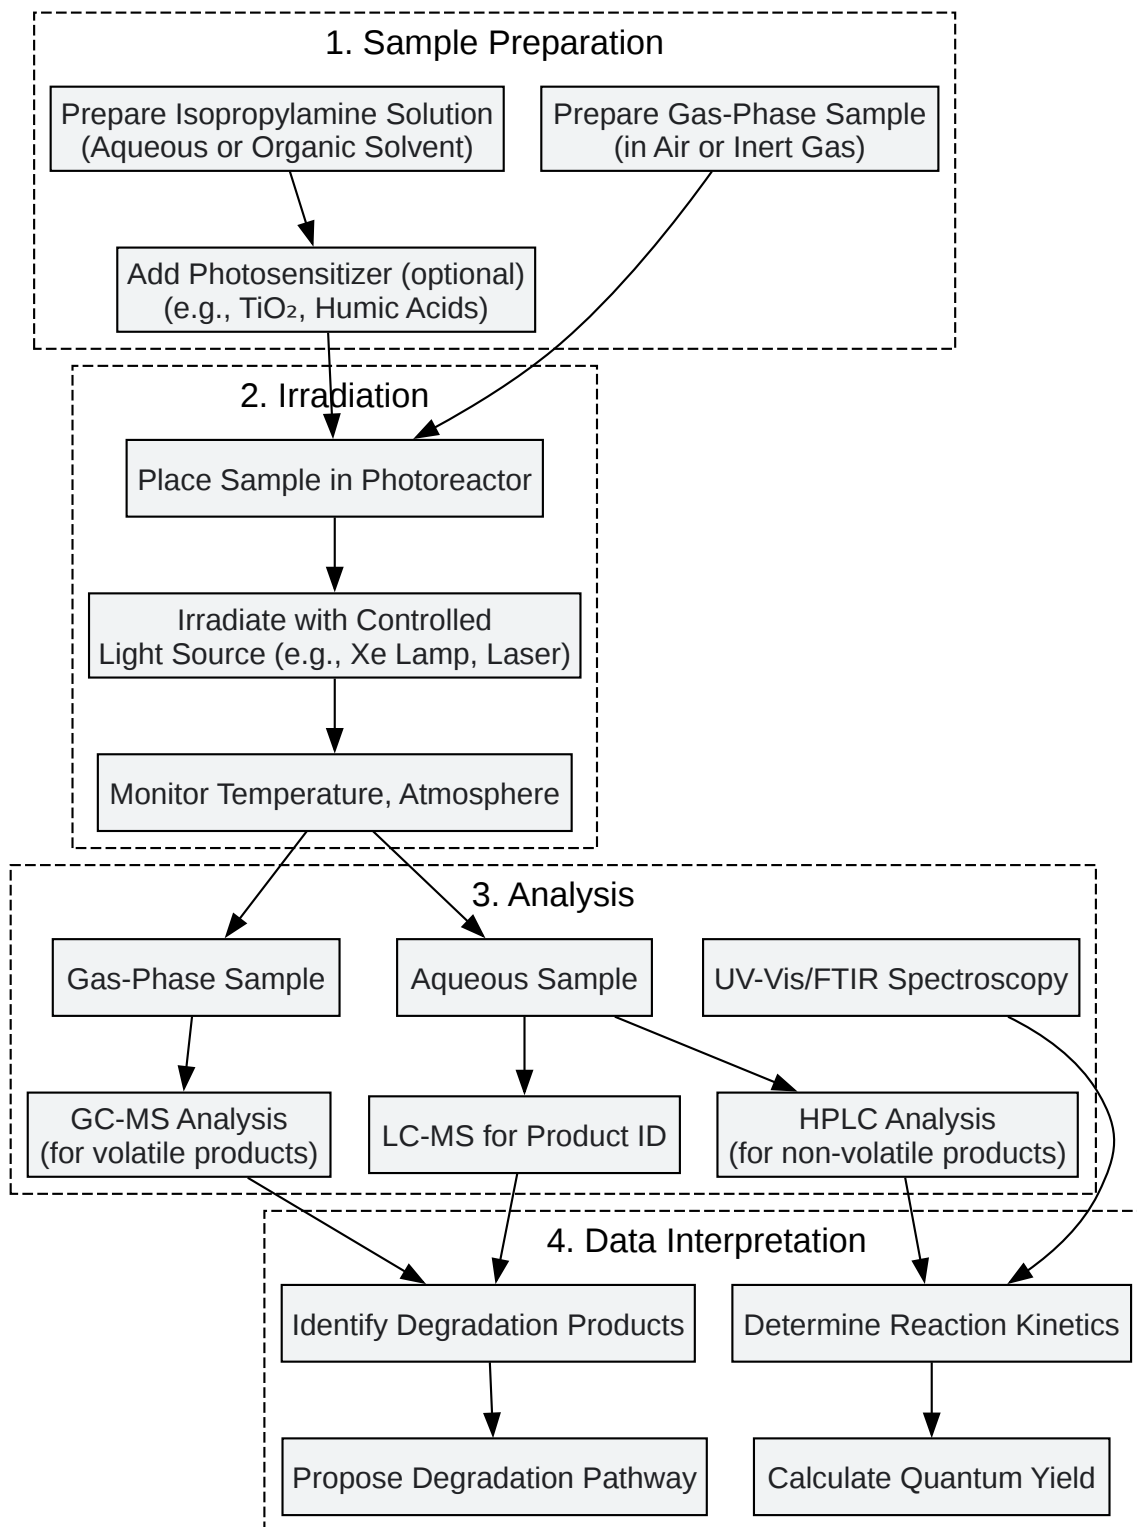 1. Sample Preparation
Prepare Isopropylamine Solution
(Aqueous or Organic Solvent)
Prepare Gas-Phase Sample
(in Air or Inert Gas)
Add Photosensitizer (optional)
(e.g., TiO₂, Humic Acids)
2. Irradiation
Place Sample in Photoreactor
Irradiate with Controlled
Light Source (e.g., Xe Lamp, Laser)
Monitor Temperature, Atmosphere
3. Analysis
Gas-Phase Sample
Aqueous Sample
UV-Vis/FTIR Spectroscopy
GC-MS Analysis
(for volatile products)
LC-MS for Product ID
HPLC Analysis
(for non-volatile products)
4. Data Interpretation
Identify Degradation Products
Determine Reaction Kinetics
Propose Degradation Pathway
Calculate Quantum Yield